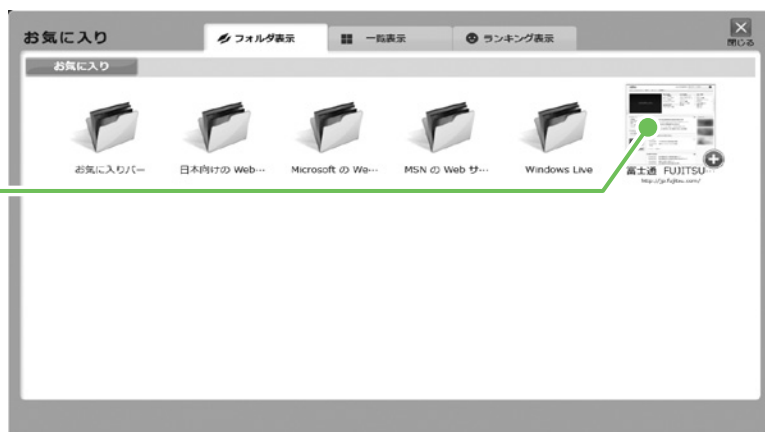 お気に入り
フォルダ表示
一覧表示
ランキング表示
閉じる
お気に入り
お気に入りバー
日本向けの Web…
Microsoft の We…
MSN の Web サ…
Windows Live
富士通 FUJITSU…
http://jp.fujitsu.com/